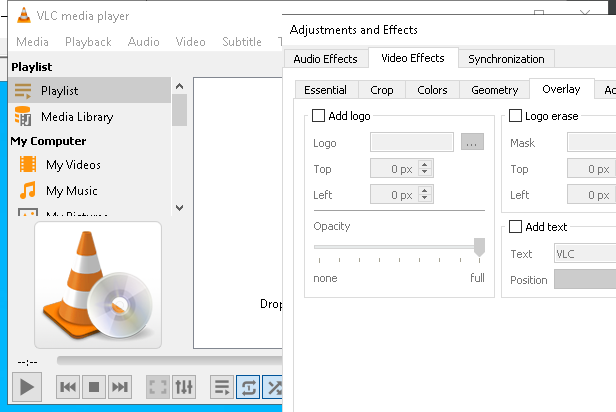 VLC media player
Media Playback Audio Video Subtitle
Playlist
Playlist
Media Library
My Computer
My Videos
My Music
My Pictures
Drop
--:--
Adjustments and Effects
Audio Effects Video Effects Synchronization
Essential Crop Colors Geometry Overlay
Add logo
Logo ...
Top 0 px
Left 0 px
Opacity
none full
Logo erase
Mask
Top 0 px
Left 0 px
Add text
Text VLC
Position